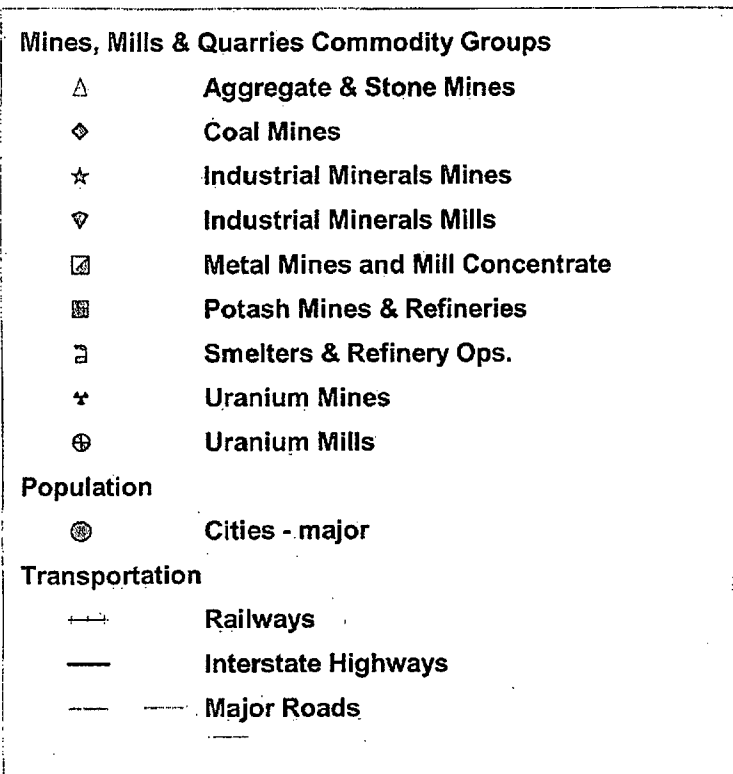 Mines, Mills & Quarries Commodity Groups
Aggregate & Stone Mines
Coal Mines
Industrial Minerals Mines
Industrial Minerals Mills
Metal Mines and Mill Concentrate
Potash Mines & Refineries
Smelters & Refinery Ops.
Uranium Mines
Uranium Mills
Population
Cities - major
Transportation
Railways
Interstate Highways
Major Roads